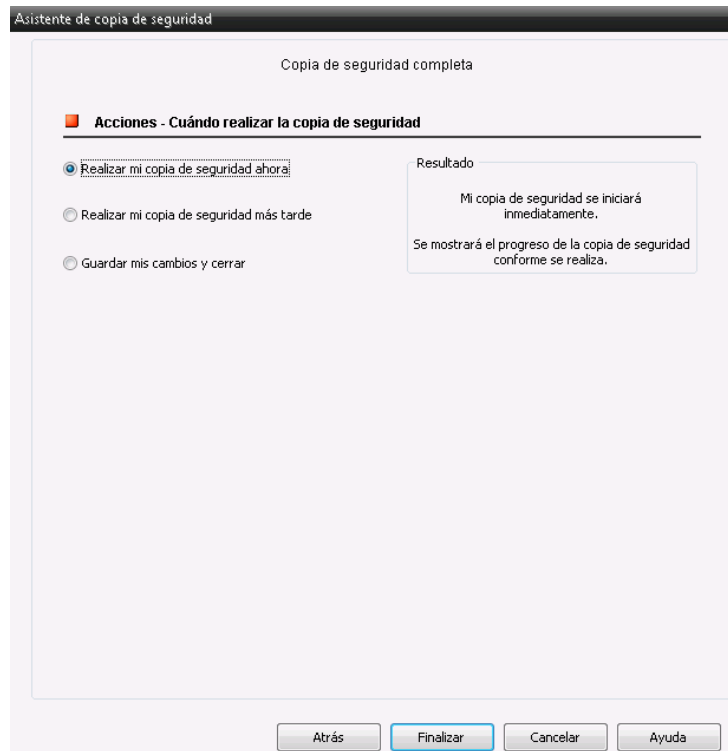 Asistente de copia de seguridad
Copia de seguridad completa
Acciones - Cuándo realizar la copia de seguridad
Realizar mi copia de seguridad ahora
Realizar mi copia de seguridad más tarde
Guardar mis cambios y cerrar
Resultado
Mi copia de seguridad se iniciará
inmediatamente.
Se mostrará el progreso de la copia de seguridad
conforme se realiza.
Atrás
Finalizar
Cancelar
Ayuda